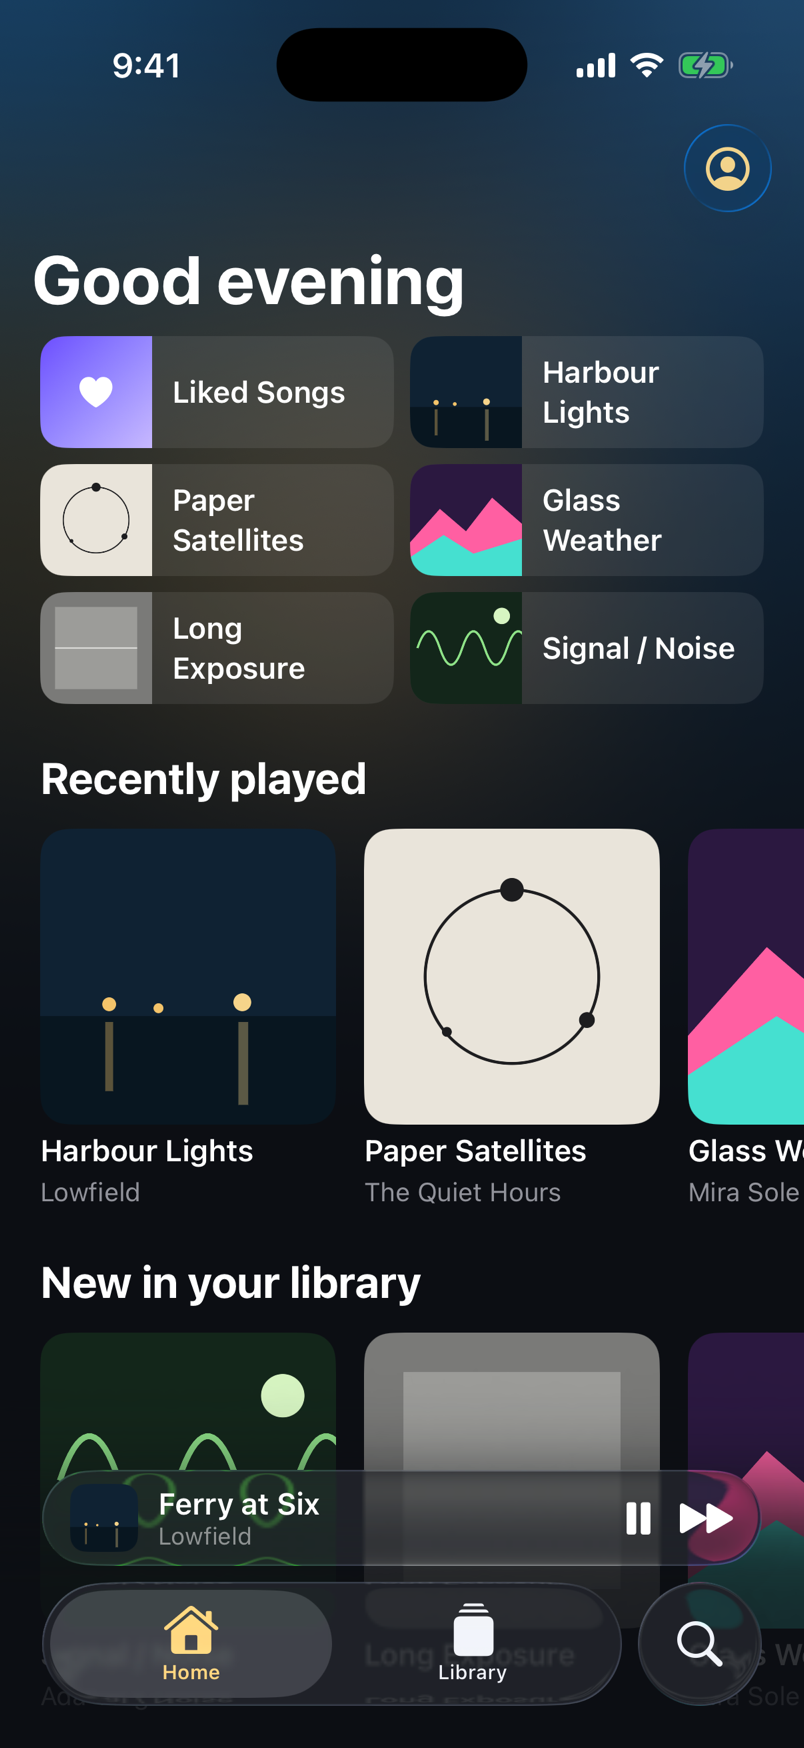 9:41
Good evening
Liked Songs
Harbour
Lights
Paper
Satellites
Glass
Weather
Long
Exposure
Signal / Noise
Recently played
Harbour Lights
Lowfield
Paper Satellites
The Quiet Hours
Glass
Mira Sole
New in your library
Ferry at Six
Lowfield
Home
Library
Long Exposure